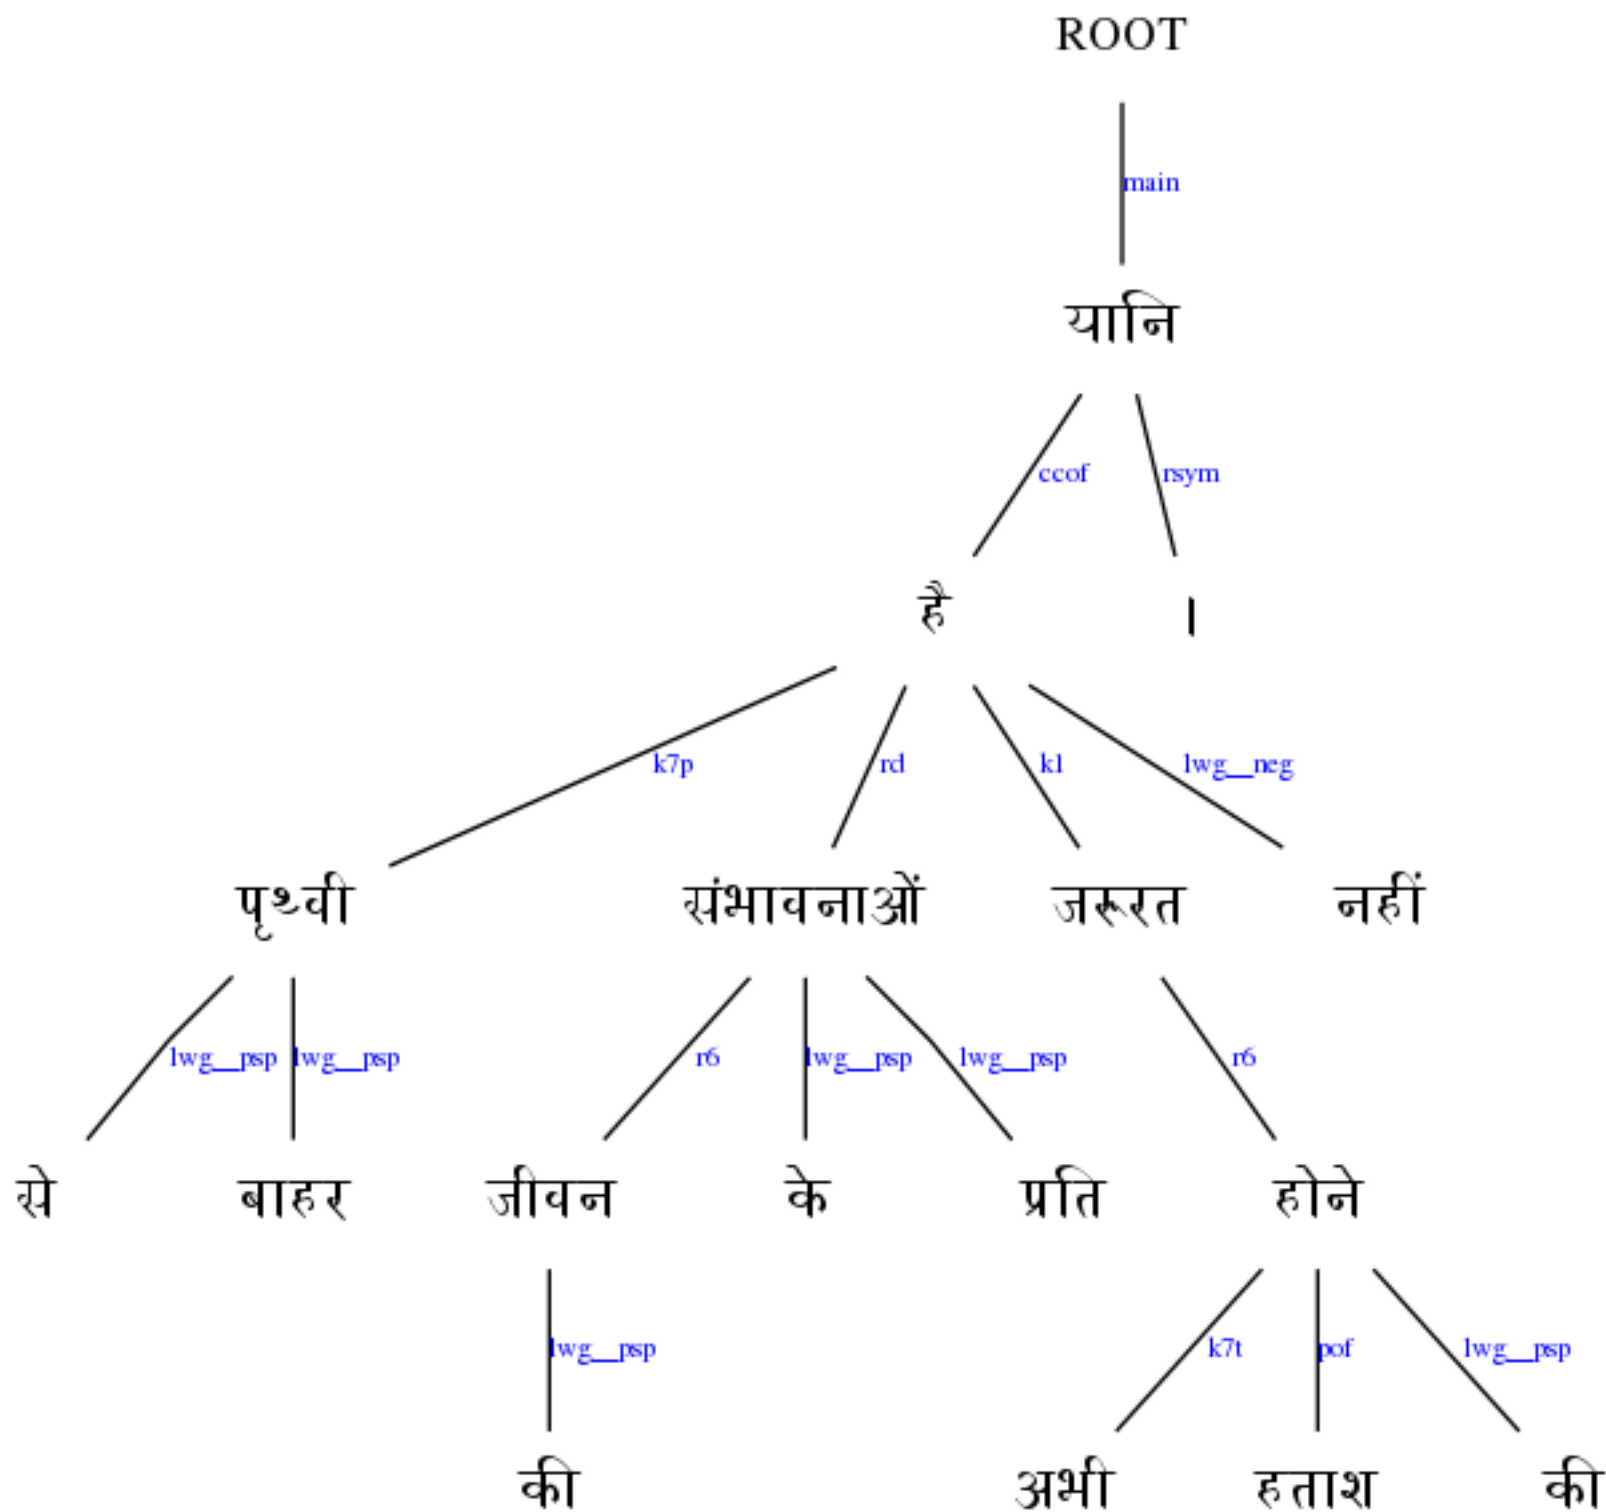 ROOT
main
यानि
ccof rsym
है ।
k7p rd k1 lwg__neg
पृथ्वी संभावनाओं जरूरत नहीं
lwg__psp lwg__psp r6 lwg__psp lwg__psp r6
से बाहर जीवन के प्रति होने
lwg__psp k7t pof lwg__psp
की अभी हताश की